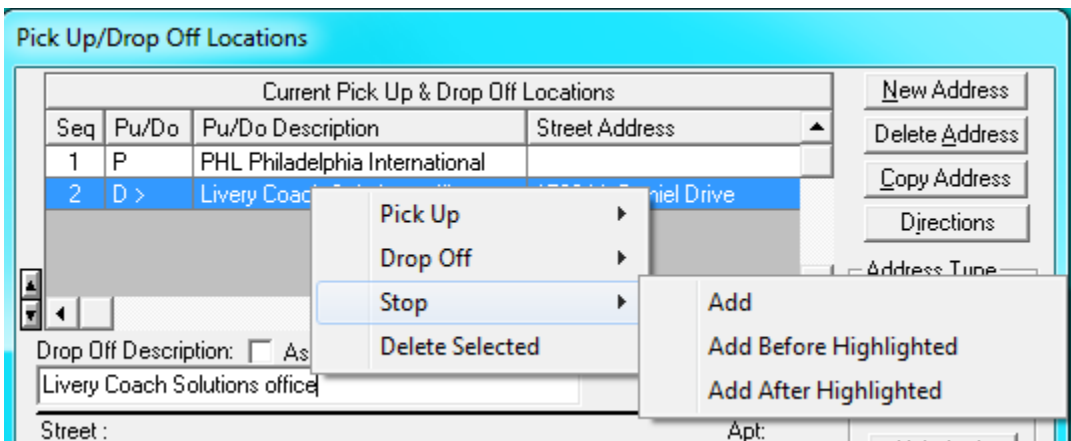 Pick Up/Drop Off Locations
Current Pick Up & Drop Off Locations
New Address
Seq Pu/Do Pu/Do Description Street Address
Delete Address
1 P PHL Philadelphia International
Copy Address
2 D > Livery Coac Drive
Pick Up
Directions
Drop Off
Address Type
Stop
Add
Delete Selected
Add Before Highlighted
Drop Off Description: As
Add After Highlighted
Livery Coach Solutions office
Street :
Apt: